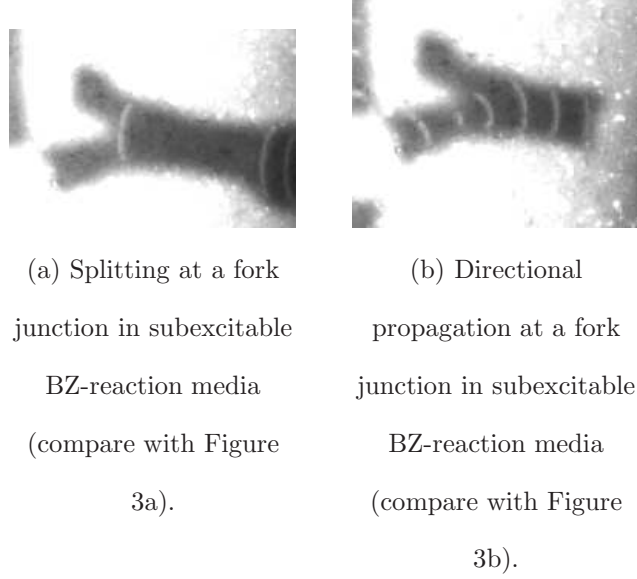 (a) Splitting at a fork
junction in subexcitable
BZ-reaction media
(compare with Figure
3a).
(b) Directional
propagation at a fork
junction in subexcitable
BZ-reaction media
(compare with Figure
3b).